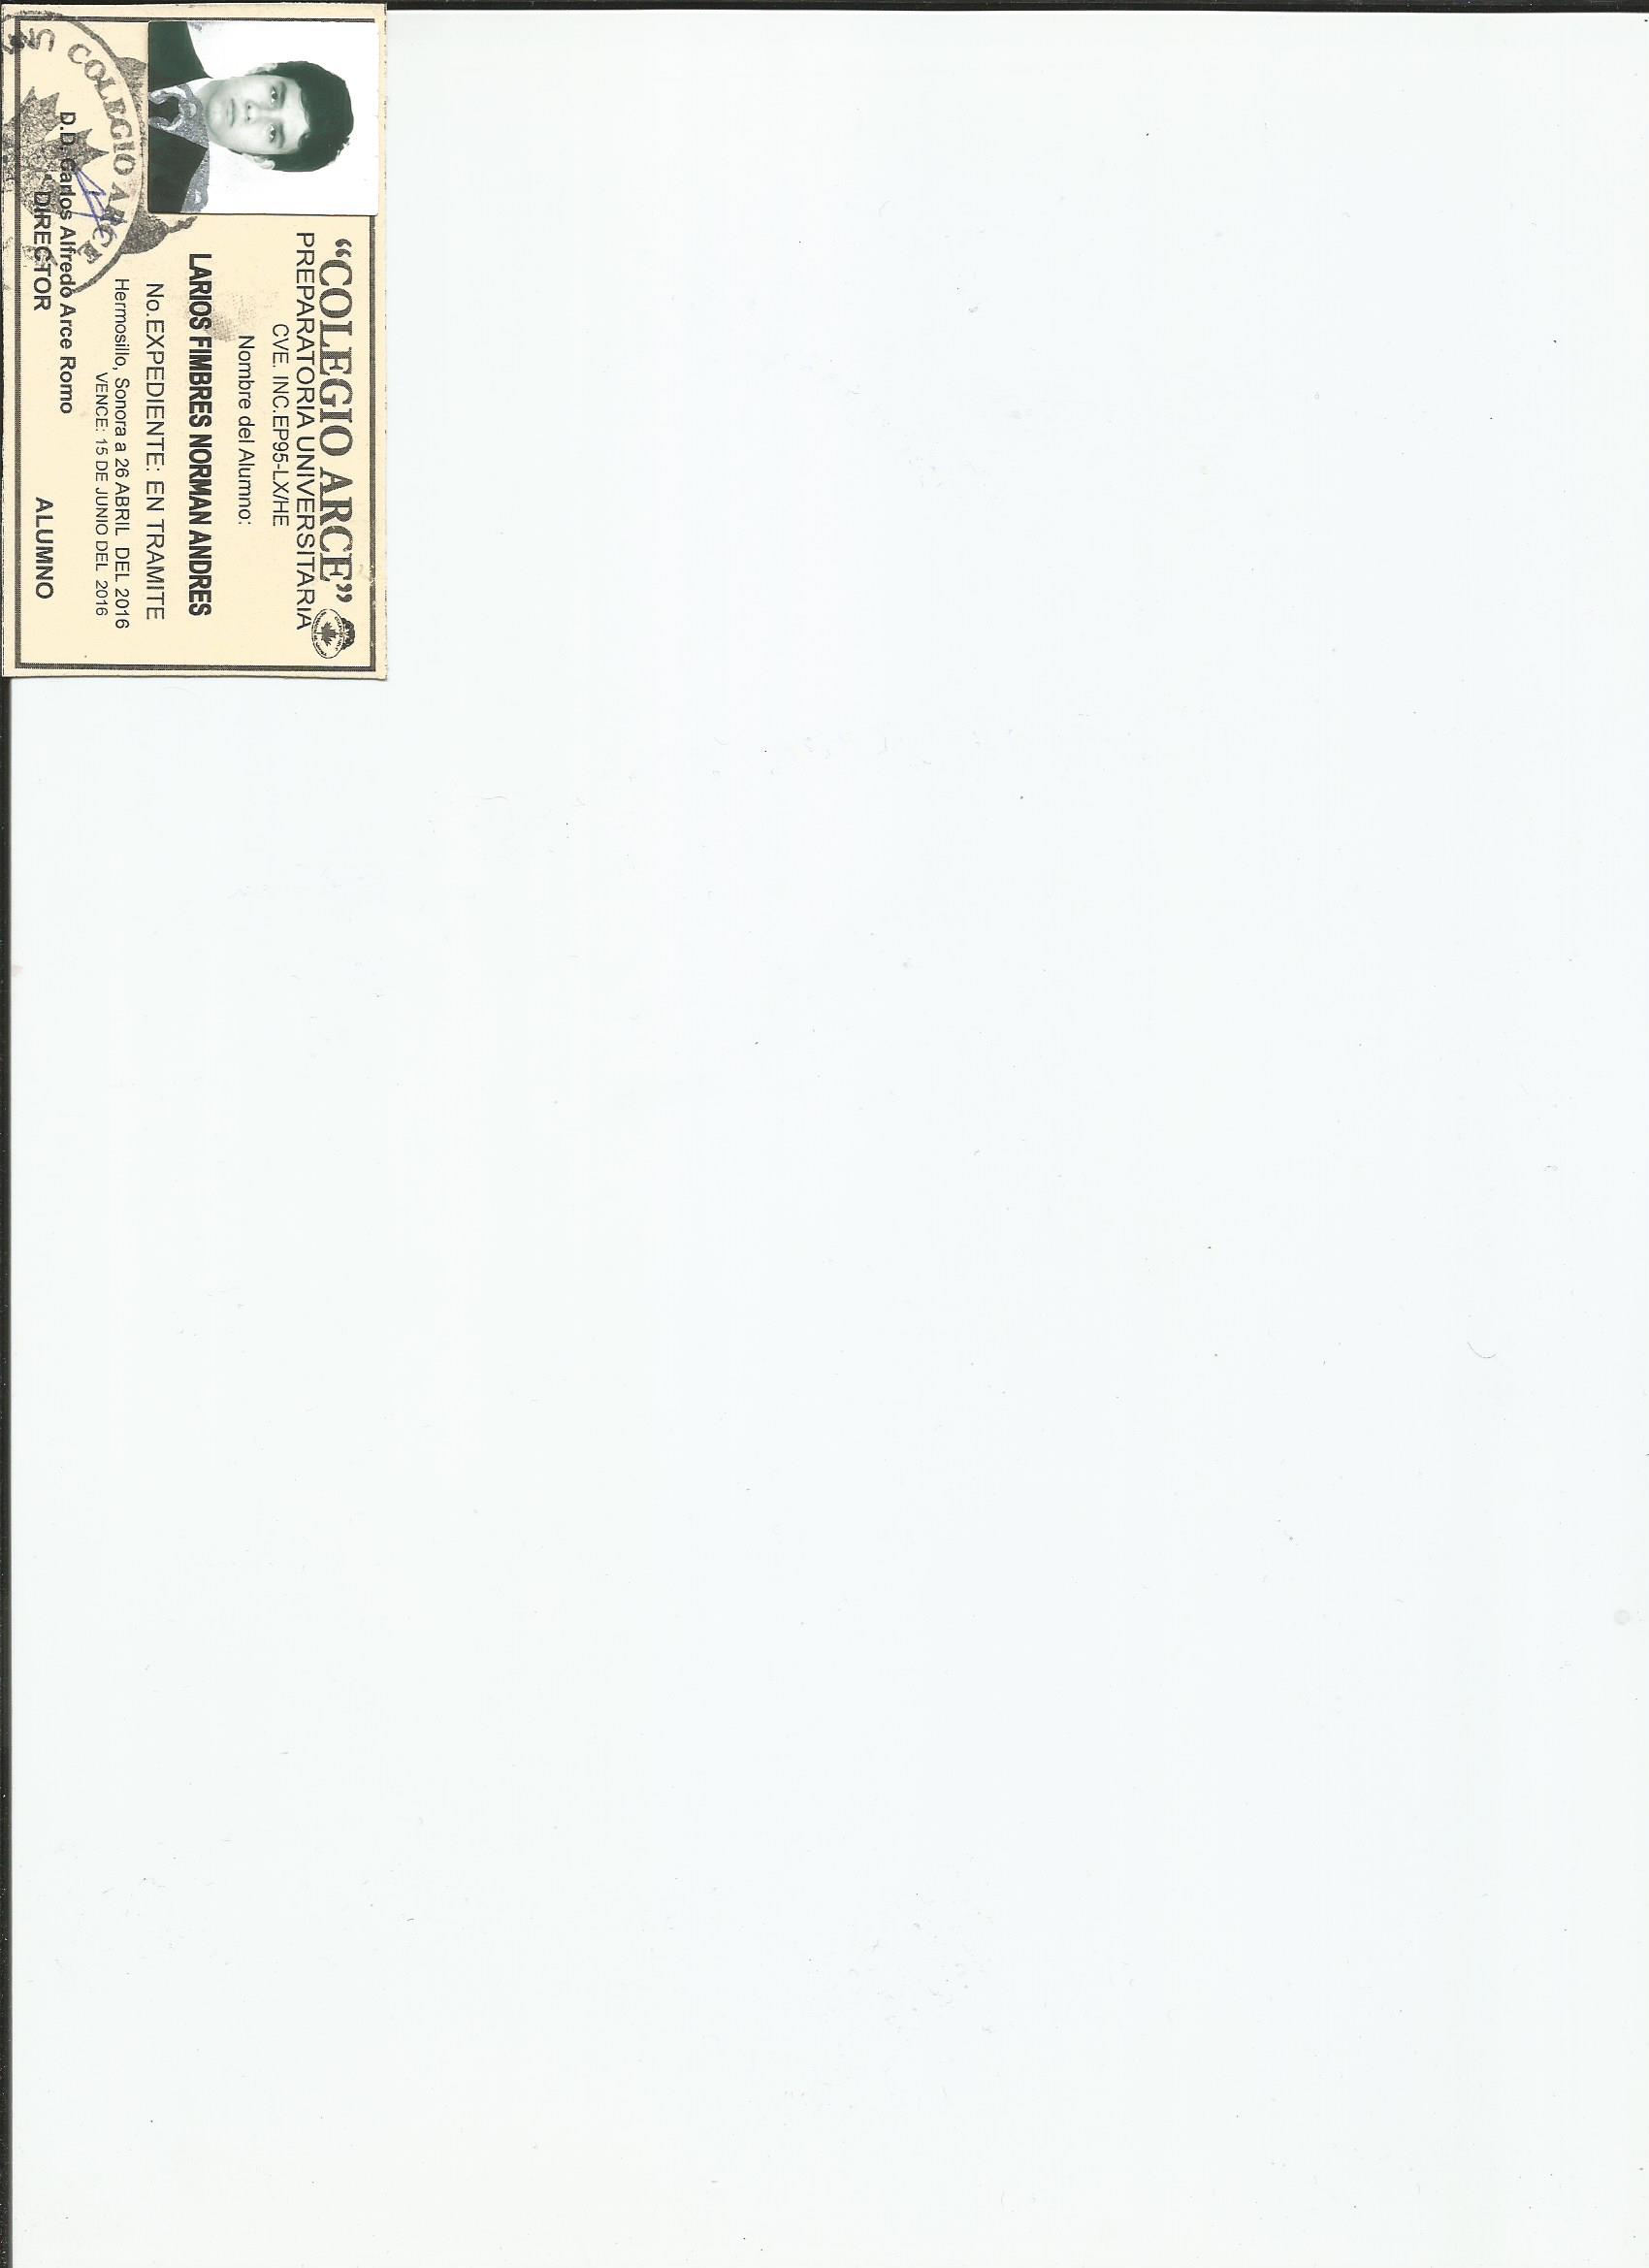 “COLEGIO ARCE”
PREPARATORIA UNIVERSITARIA
CVE. INC.EP95-LX/HE
Nombre del Alumno:
LARIOS FIMBRES NORMAN ANDRES
No.EXPEDIENTE: EN TRAMITE
Hermosillo, Sonora a 26 ABRIL DEL 2016
VENCE: 15 DE JUNIO DEL 2016
D.D. Carlos Alfredo Arce Romo
DIRECTOR
ALUMNO
COLEGIO ARCE